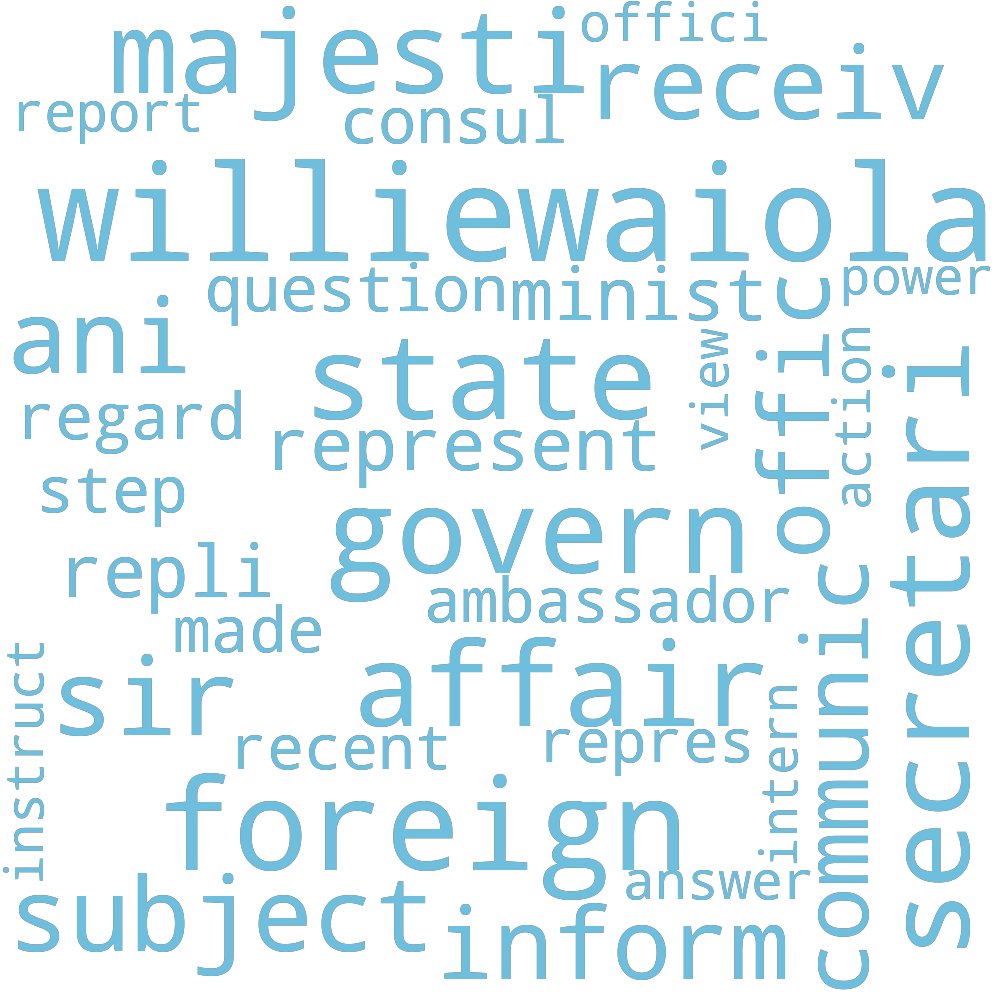 majesti
offici
receiv
report
consul
williewaiola
question
minist
power
ani
state
view
action
offic
secretari
regard
represent
step
govern
repli
ambassador
made
communic
sir
affair
instruct
recent
repres
intern
foreign
answer
subject
inform